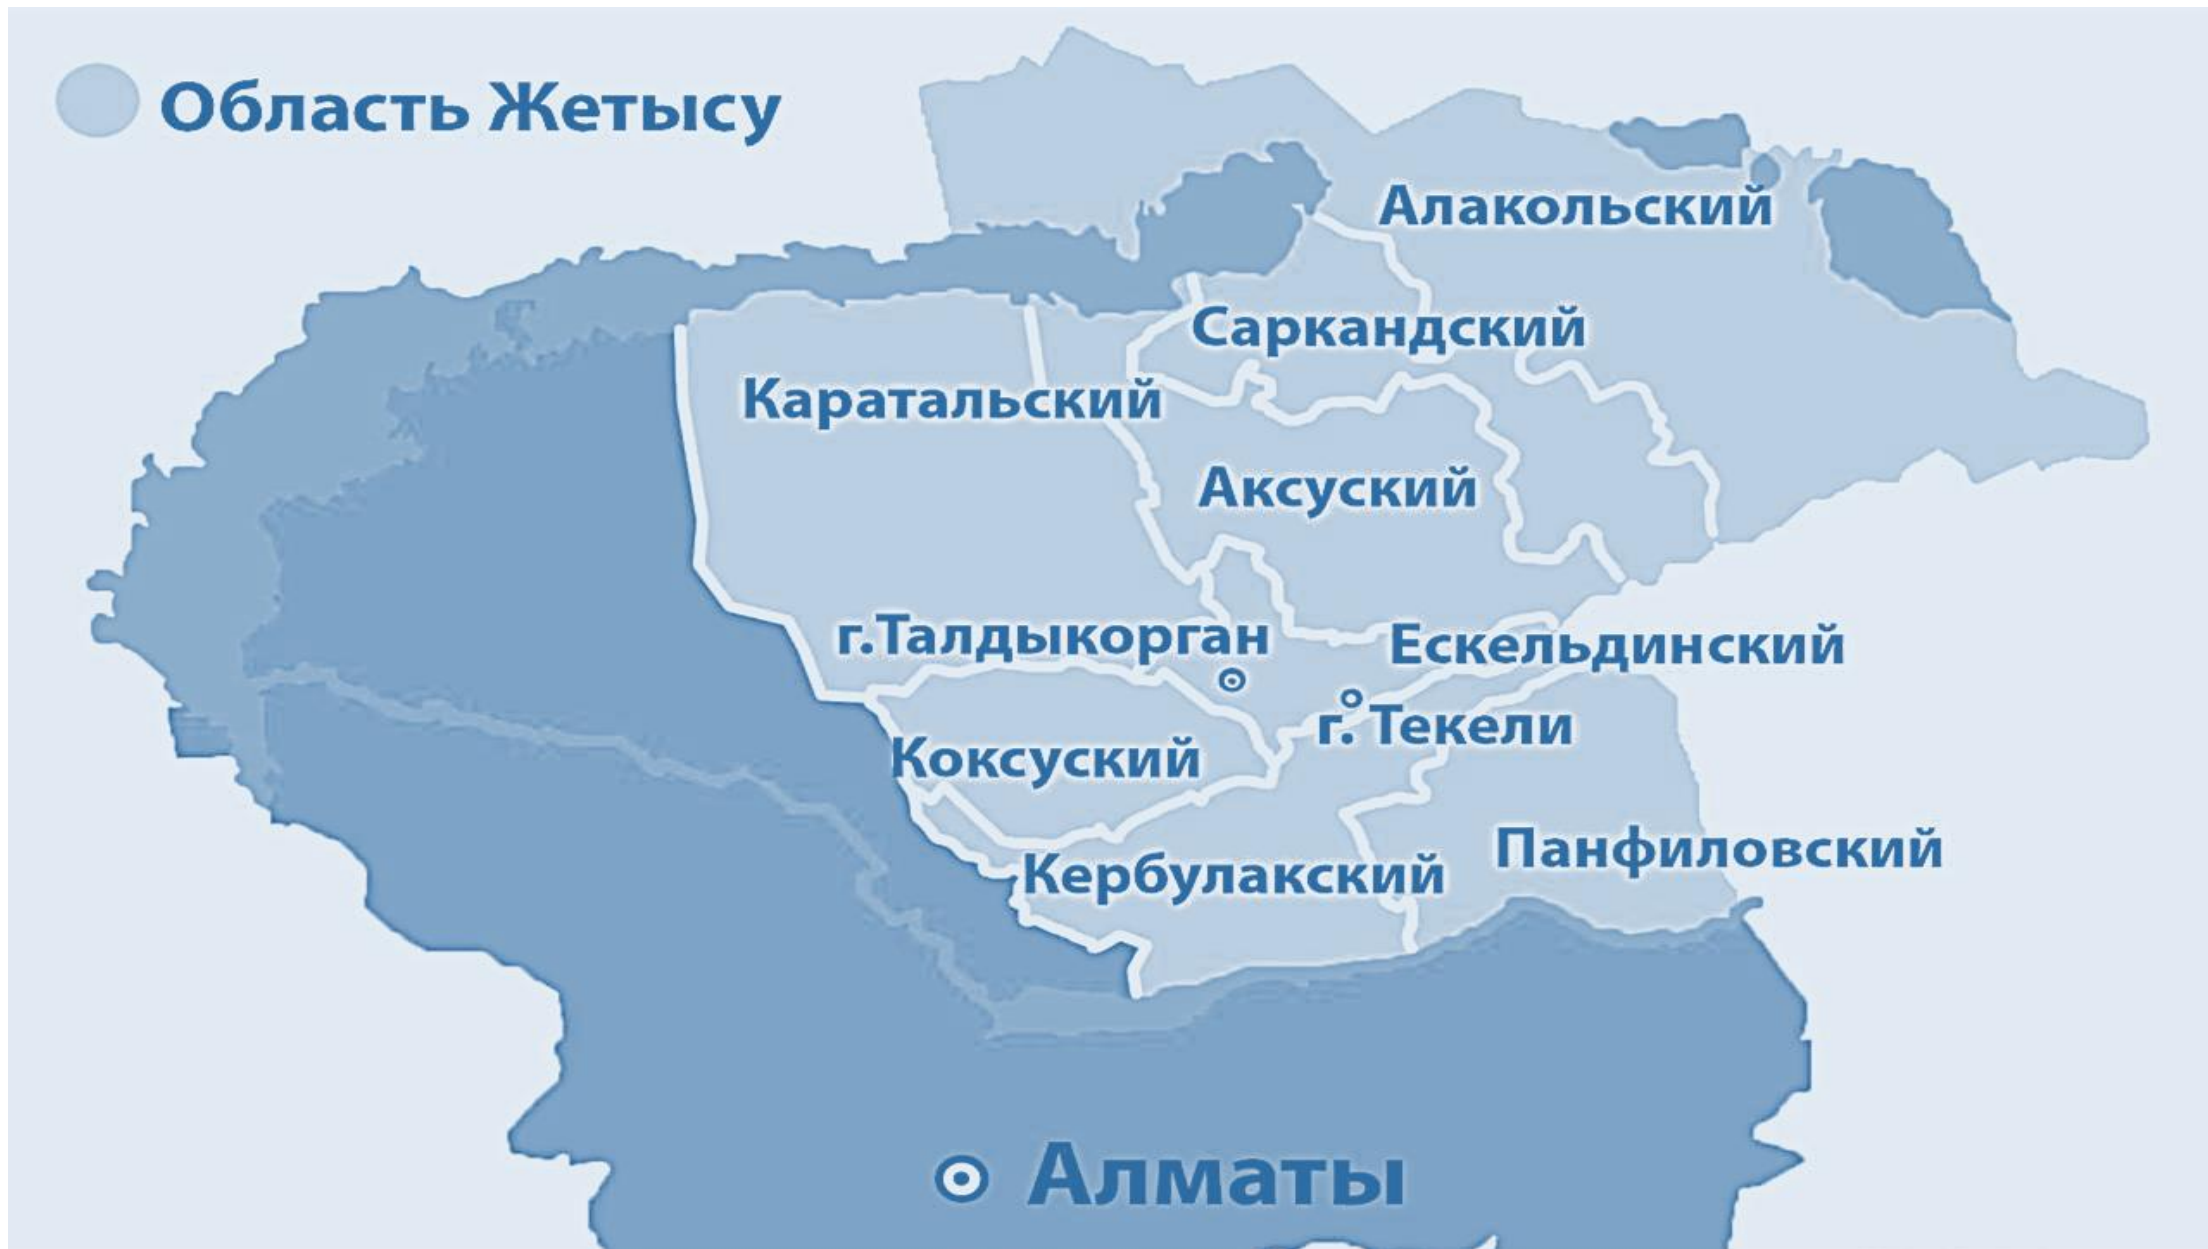 Область Жетысу
Алакольский
Саркандский
Каратальский
Аксуский
г.Талдыкорган
Ескельдинский
г. Текели
Коксуский
Панфиловский
Кербулакский
Алматы